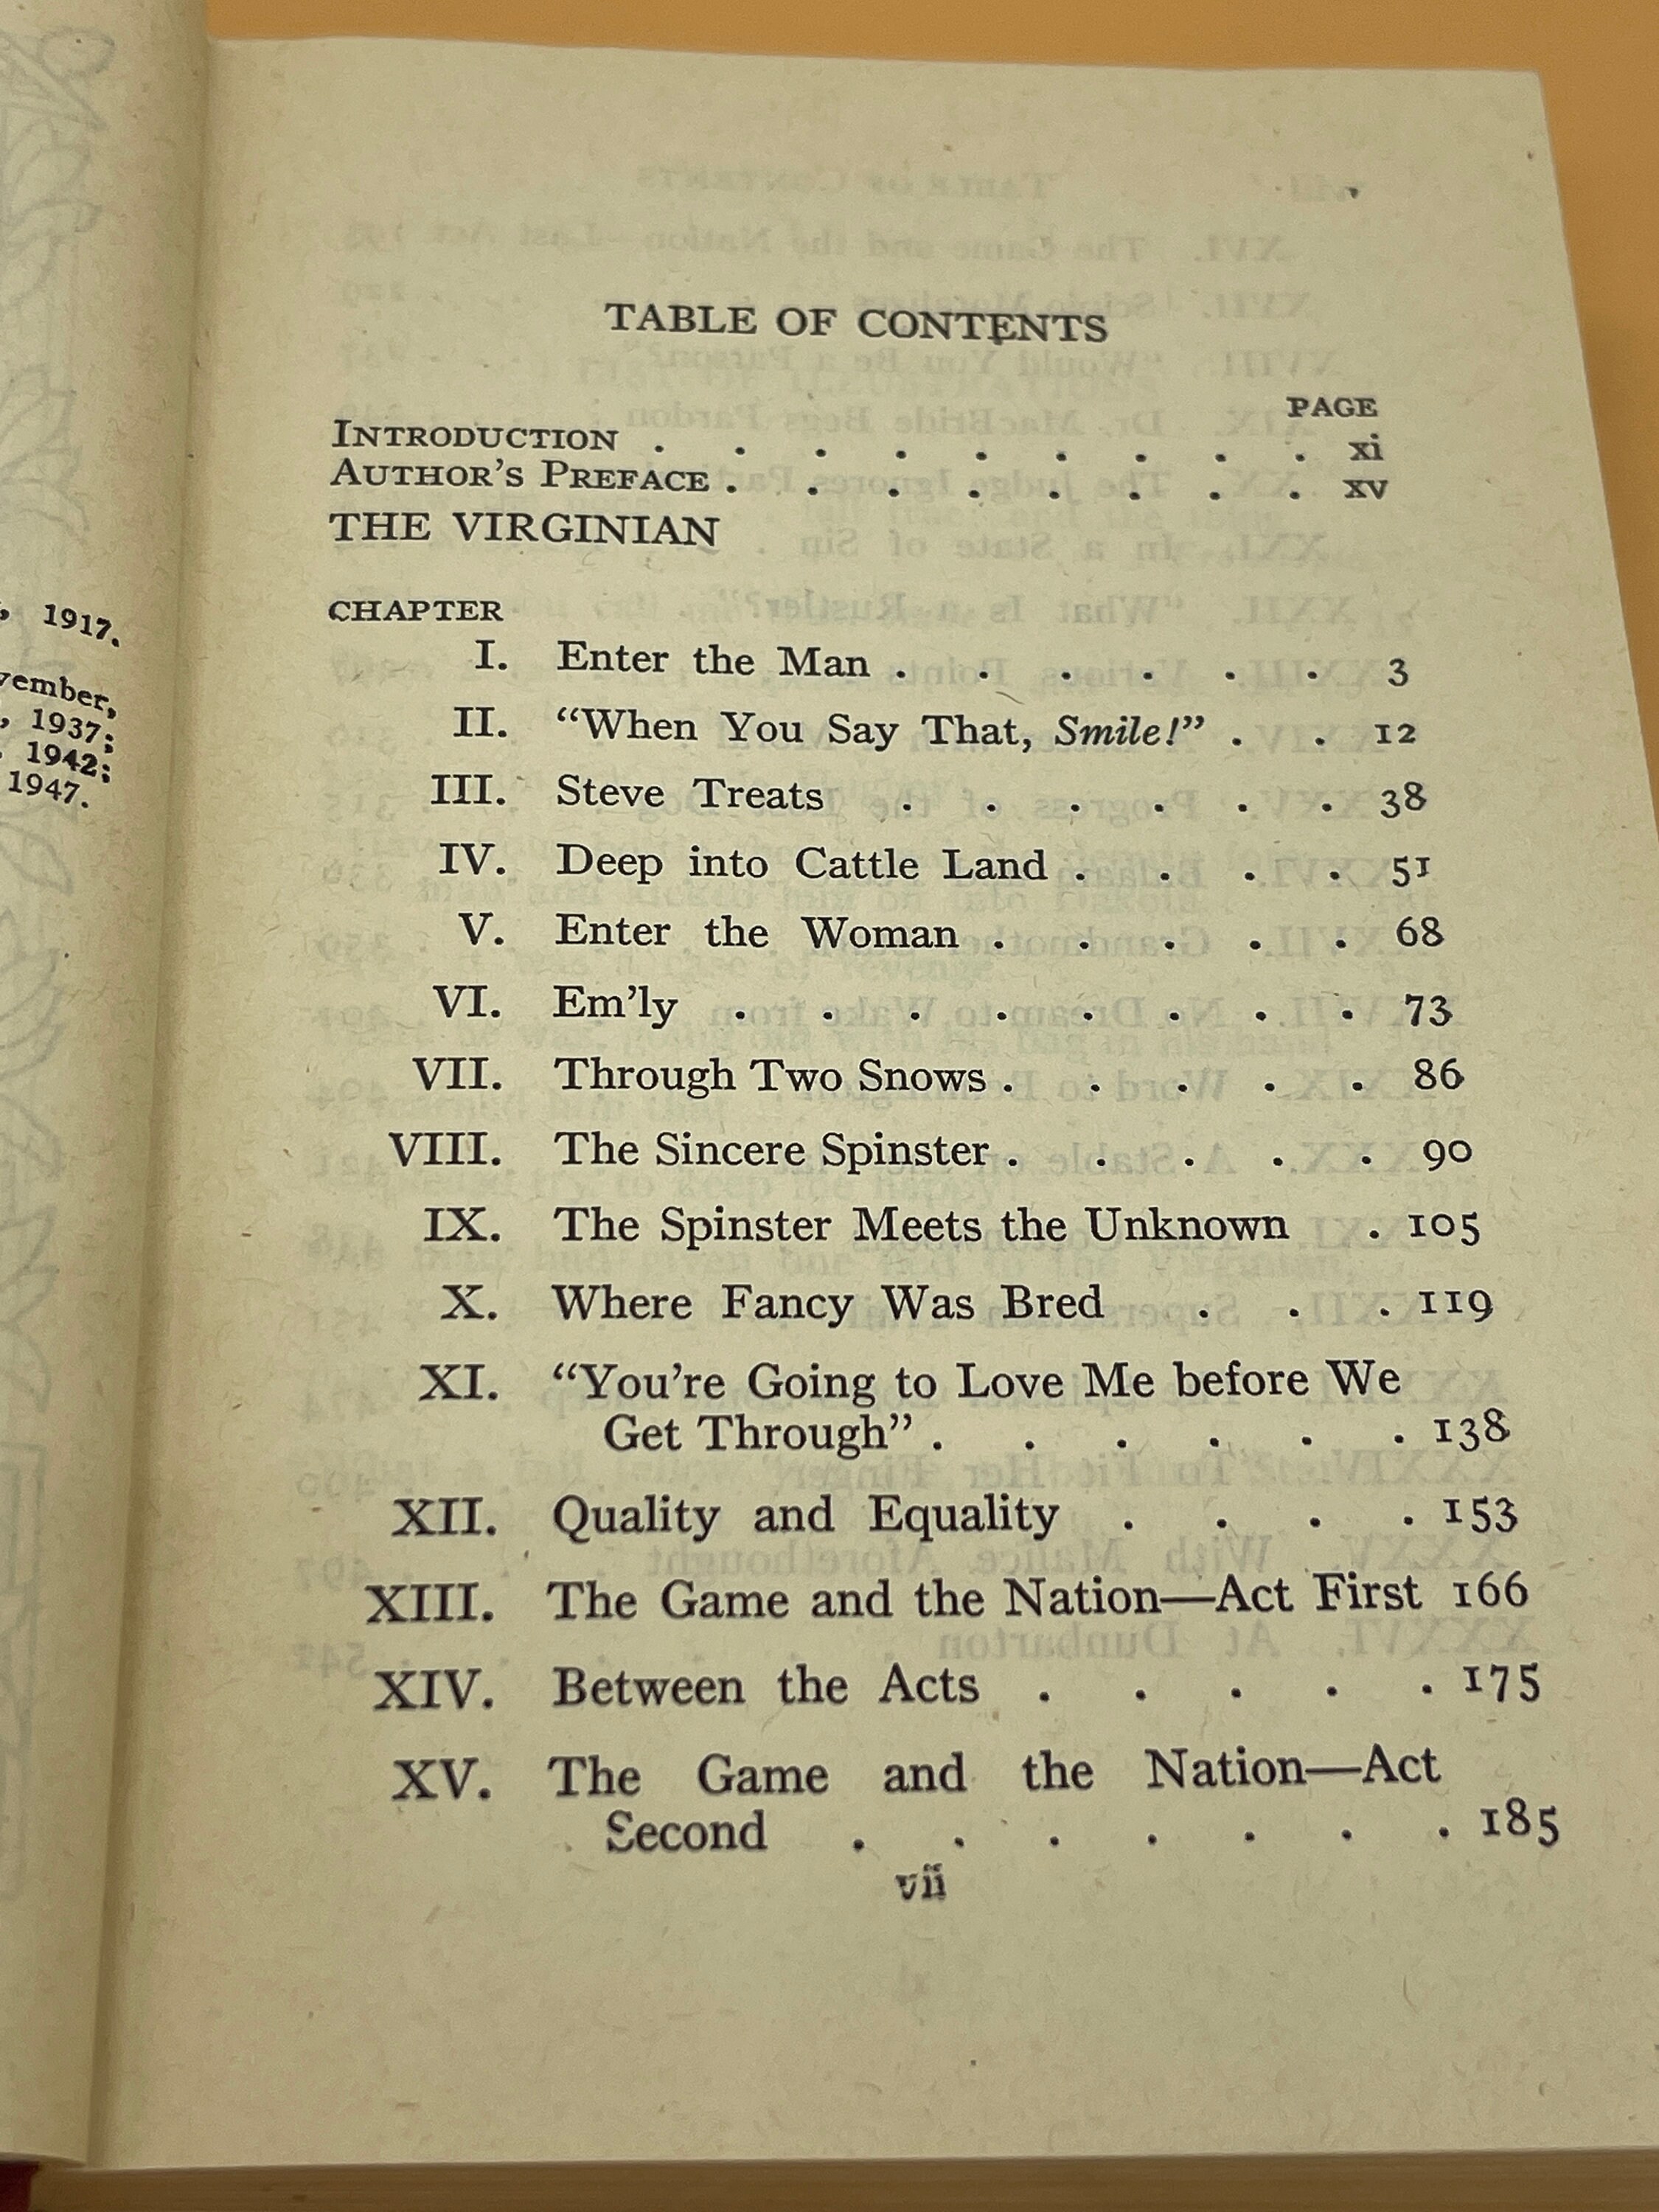 , 1917.
vember,
, 1937;
. 1942;
1947.
TABLE OF CONTENTS
PAGE
INTRODUCTION . . . . . . . . . xi
AUTHOR'S PREFACE . . . . . . . . xv
THE VIRGINIAN
CHAPTER
I. Enter the Man . . . . . . 3
II. “When You Say That, Smile!” . . 12
III. Steve Treats . . . . . . 38
IV. Deep into Cattle Land . . . . 51
V. Enter the Woman . . . . . 68
VI. Em’ly . . . . . . . . 73
VII. Through Two Snows . . . . . 86
VIII. The Sincere Spinster . . . . . 90
IX. The Spinster Meets the Unknown . 105
X. Where Fancy Was Bred . . . 119
XI. “You’re Going to Love Me before We
Get Through” . . . . . . 138
XII. Quality and Equality . . . . 153
XIII. The Game and the Nation—Act First 166
XIV. Between the Acts . . . . . 175
XV. The Game and the Nation—Act
Second . . . . . . . 185
vii